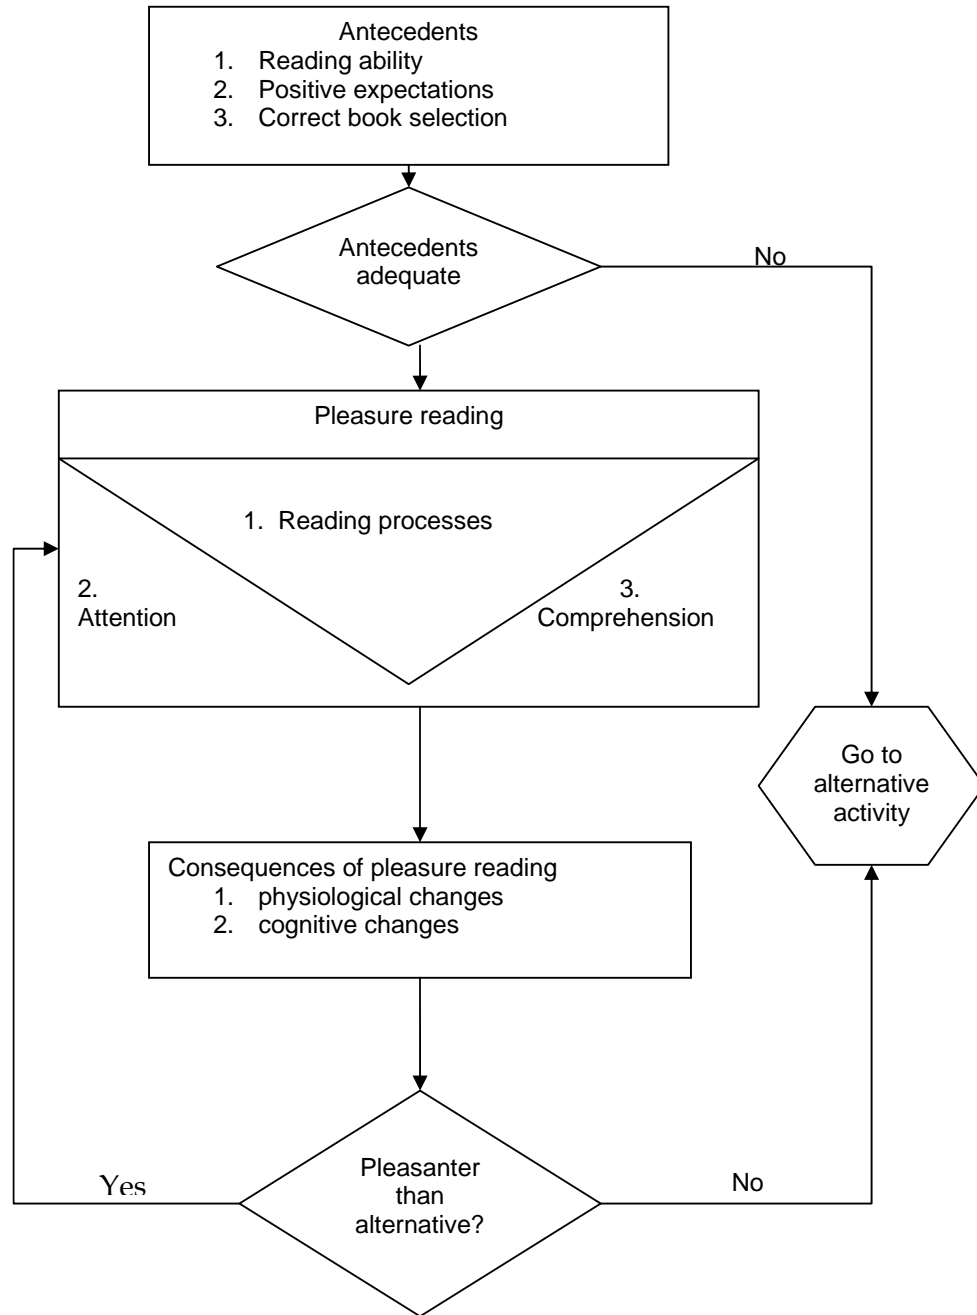 Antecedents
1. Reading ability
2. Positive expectations
3. Correct book selection
Antecedents
adequate
No
Pleasure reading
1. Reading processes
2.
Attention
3.
Comprehension
Go to
alternative
activity
Consequences of pleasure reading
1. physiological changes
2. cognitive changes
Pleasanter
than
alternative?
Yes
No